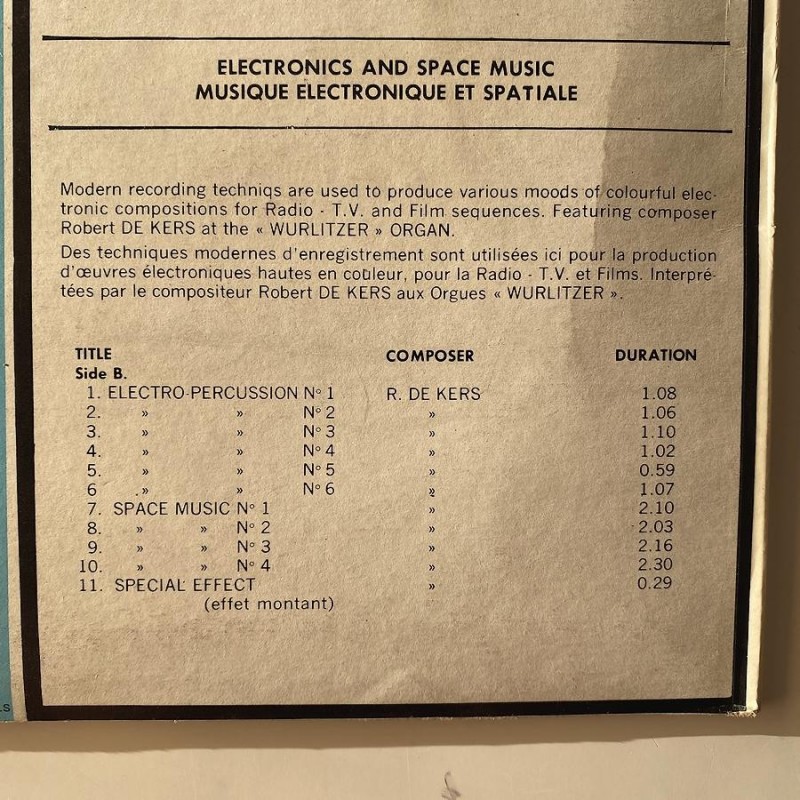 ELECTRONICS AND SPACE MUSIC
MUSIQUE ELECTRONIQUE ET SPATIALE
Modern recording techniqs are used to produce various moods of colourful elec-
tronic compositions for Radio - T.V. and Film sequences. Featuring composer
Robert DE KERS at the « WURLITZER » ORGAN.
Des techniques modernes d'enregistrement sont utilisées ici pour la production
d'œuvres électroniques hautes en couleur, pour la Radio - T.V. et Films. Interpré-
tées par le compositeur Robert DE KERS aux Orgues « WURLITZER ».
TITLE COMPOSER DURATION
Side B.
1. ELECTRO-PERCUSSION N° 1 R. DE KERS 1.08
2. » » N° 2 » 1.06
3. » » N° 3 » 1.10
4. » » N° 4 » 1.02
5. » » N° 5 » 0.59
6 . » » N° 6 » 1.07
7. SPACE MUSIC N° 1 » 2.10
8. » » N° 2 » 2.03
9. » » N° 3 » 2.16
10. » » N° 4 » 2.30
11. SPECIAL EFFECT » 0.29
(effet montant)